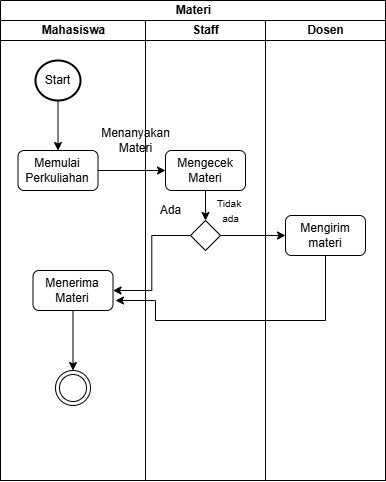 Materi
Mahasiswa
Staff
Dosen
Start
Menanyakan
Materi
Memulai
Perkuliahan
Mengecek
Materi
Ada
Tidak
ada
Mengirim
materi
Menerima
Materi